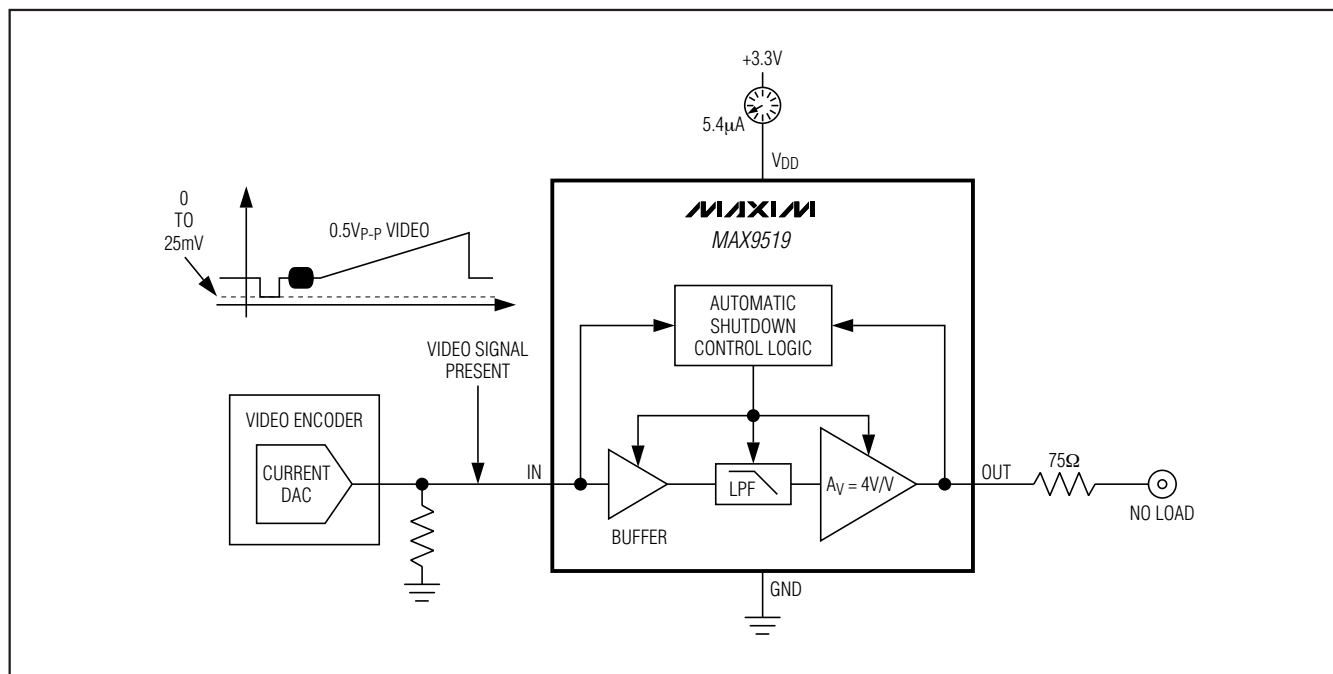 +3.3V
5.4µA
VDD
0
TO
25mV
0.5VP-P VIDEO
MAXIM
MAX9519
AUTOMATIC
SHUTDOWN
CONTROL LOGIC
VIDEO SIGNAL
PRESENT
VIDEO ENCODER
CURRENT
DAC
IN
BUFFER
LPF
AV = 4V/V
OUT
75Ω
NO LOAD
GND